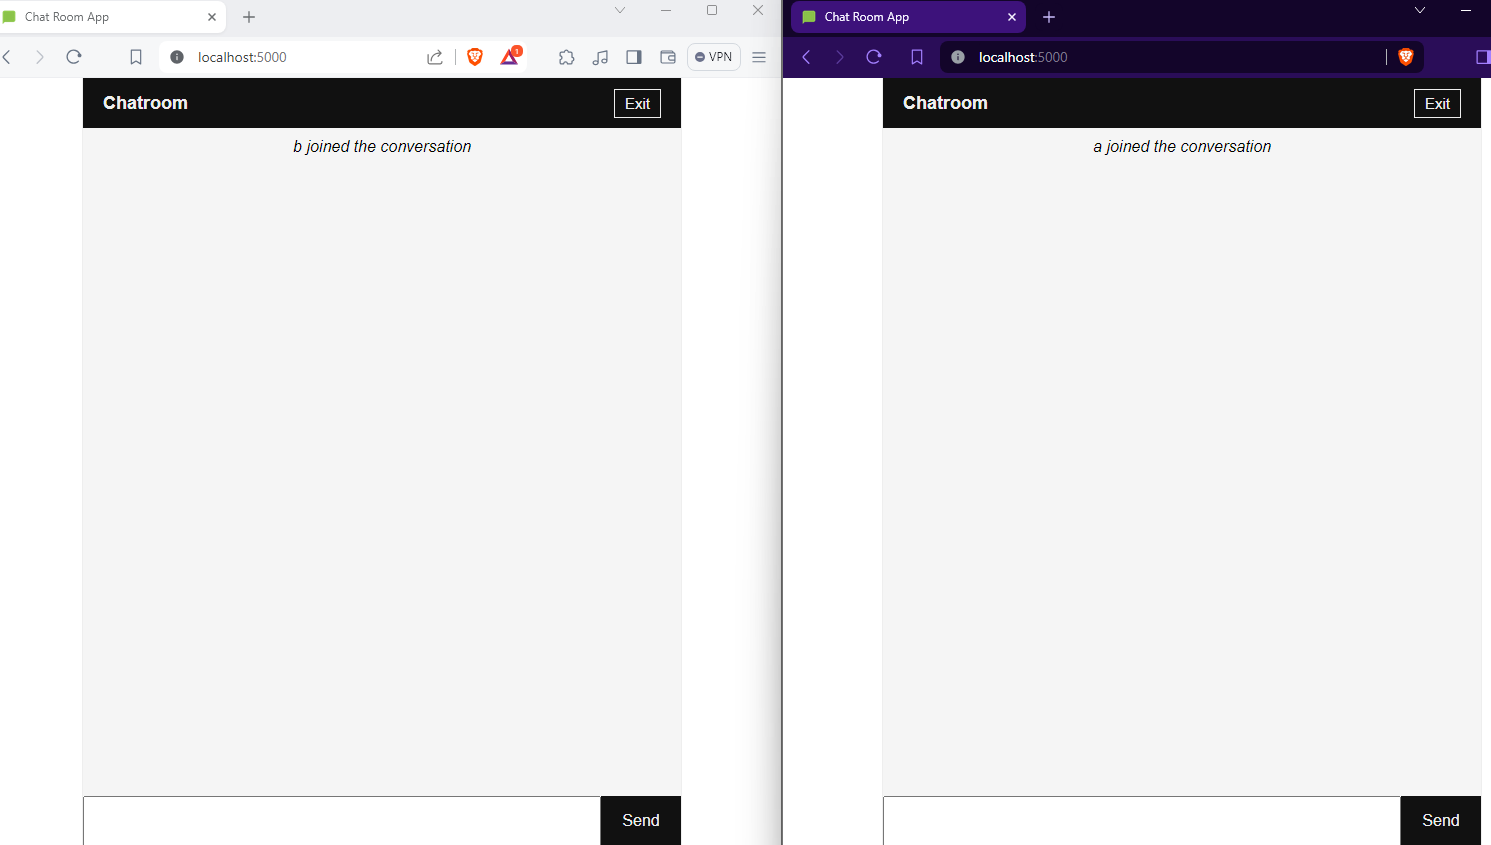 Chat Room App
localhost:5000
1
VPN
Chatroom
Exit
b joined the conversation
Send
Chat Room App
localhost:5000
Chatroom
Exit
a joined the conversation
Send